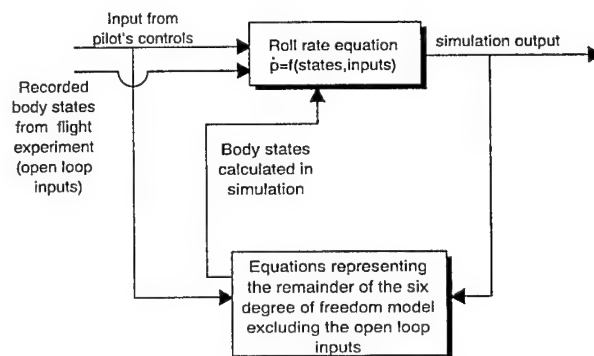 Input from
pilot's controls
Roll rate equation
ṗ=f(states,inputs)
simulation output
Recorded
body states
from flight
experiment
(open loop
inputs)
Body states
calculated in
simulation
Equations representing
the remainder of the six
degree of freedom model
excluding the open loop
inputs